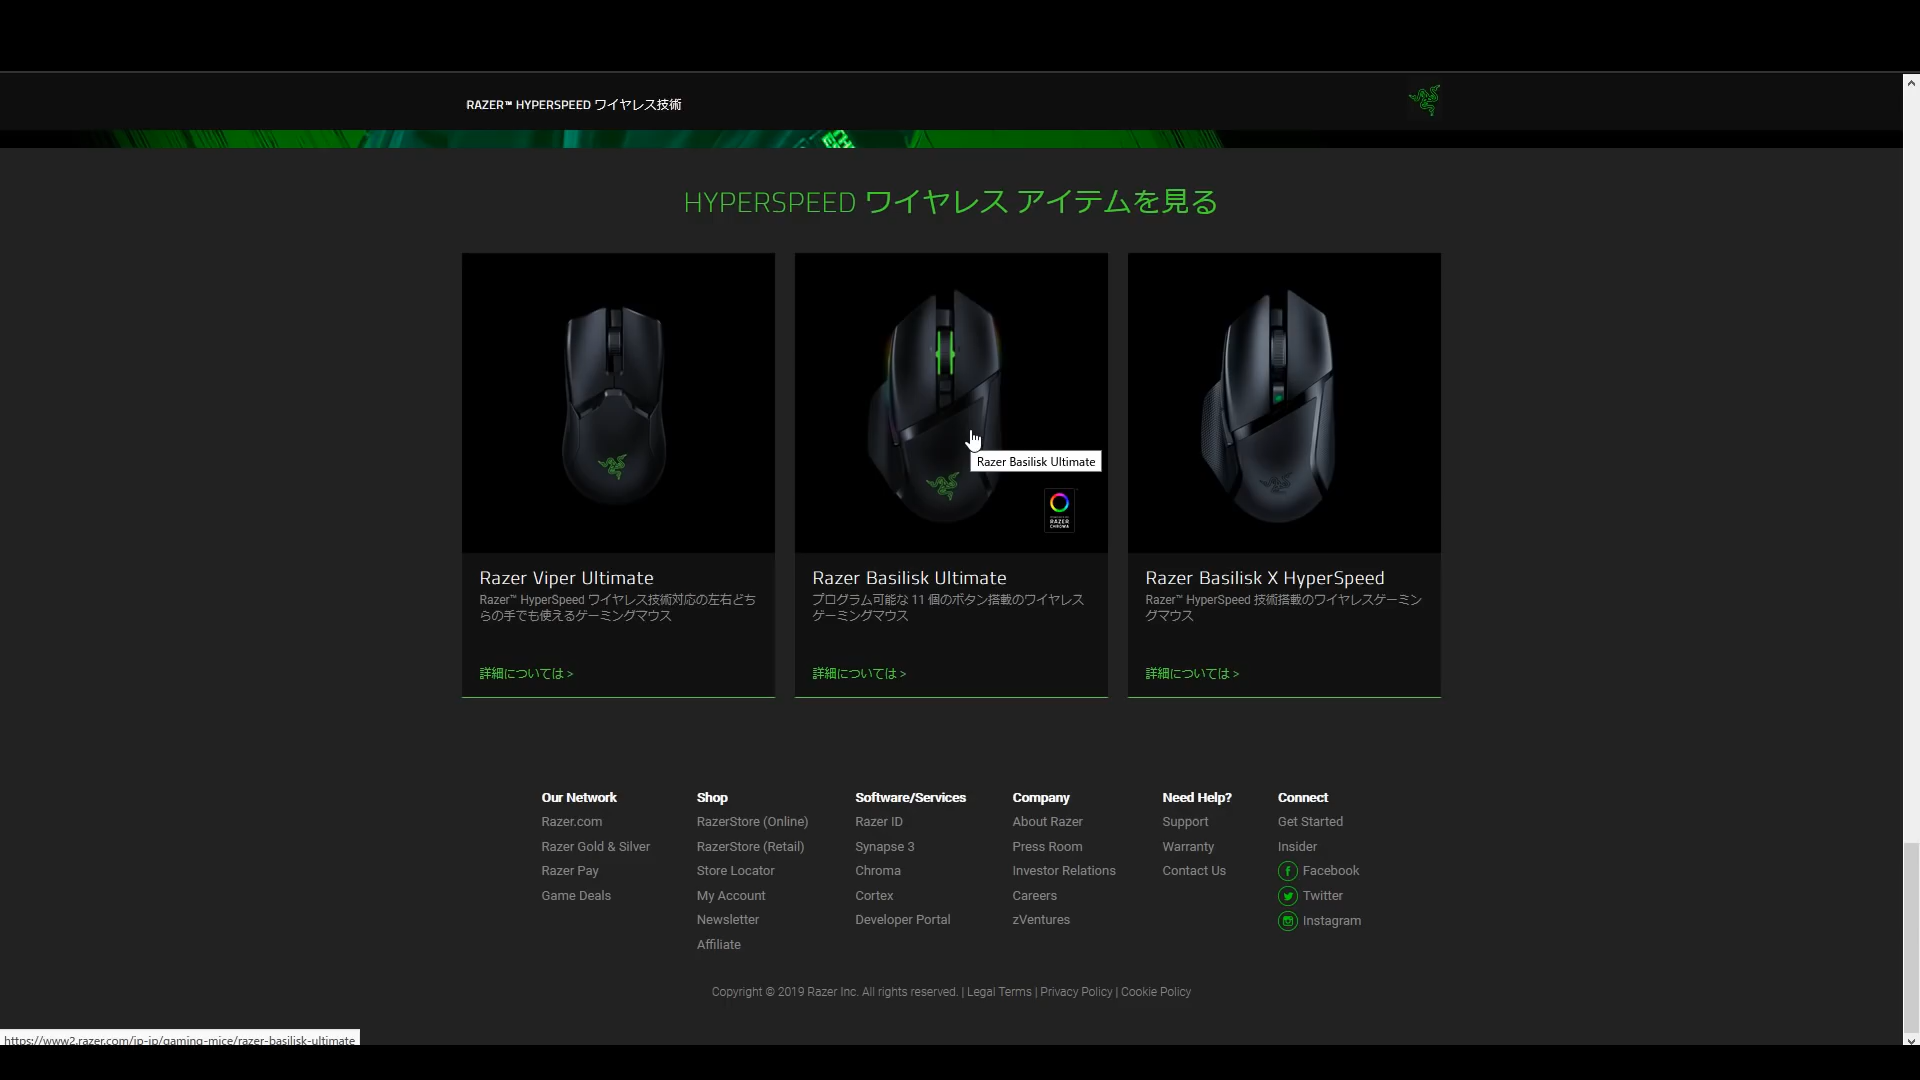 RAZER™ HYPERSPEED ワイヤレス技術
HYPERSPEED ワイヤレス アイテムを見る
Razer Basilisk Ultimate
RAZER
CHROMA
Razer Viper Ultimate
Razer™ HyperSpeed ワイヤレス技術対応の左右どち
らの手でも使えるゲーミングマウス
詳細については >
Razer Basilisk Ultimate
プログラム可能な 11 個のボタン搭載のワイヤレス
ゲーミングマウス
詳細については >
Razer Basilisk X HyperSpeed
Razer™ HyperSpeed 技術搭載のワイヤレスゲーミン
グマウス
詳細については >
Our Network
Razer.com
Razer Gold & Silver
Razer Pay
Game Deals
Shop
RazerStore (Online)
RazerStore (Retail)
Store Locator
My Account
Newsletter
Affiliate
Software/Services
Razer ID
Synapse 3
Chroma
Cortex
Developer Portal
Company
About Razer
Press Room
Investor Relations
Careers
zVentures
Need Help?
Support
Warranty
Contact Us
Connect
Get Started
Insider
Facebook
Twitter
Instagram
Copyright © 2019 Razer Inc. All rights reserved. | Legal Terms | Privacy Policy | Cookie Policy
https://www2.razer.com/jp-jp/gaming-mice/razer-basilisk-ultimate